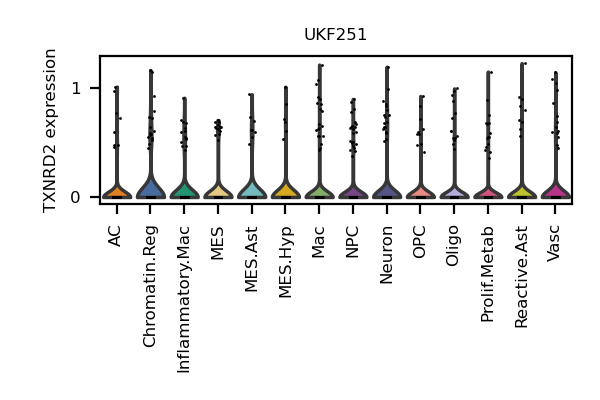 UKF251
TXNRD2 expression
1
0
AC
Chromatin.Reg
Inflammatory.Mac
MES
MES.Ast
MES.Hyp
Mac
NPC
Neuron
OPC
Oligo
Prolif.Metab
Reactive.Ast
Vasc